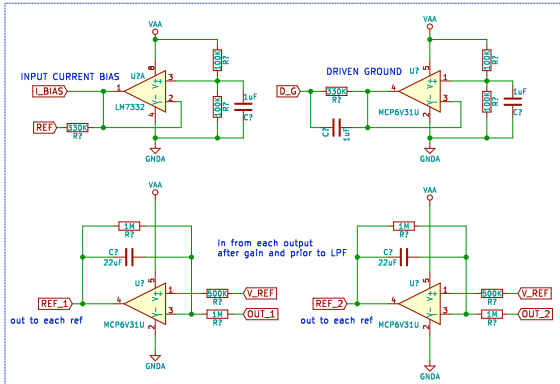 VAA
VAA
100K
R?
100K
R?
8
5
INPUT CURRENT BIAS
U?A
DRIVEN GROUND
U?
I_BIAS
1
3
V+
V-
2
4
LM7332
100K
R?
1uF
C?
D_G
330K
R?
4
1
V+
V-
3
2
MCP6V31U
100K
R?
1uF
C?
REF
330K
R?
C?
1uF
GNDA
GNDA
VAA
VAA
1M
R?
1M
R?
C?
22uF
C?
22uF
In from each output
after gain and prior to LPF
U?
5
U?
5
REF_1
4
V+
V-
1
3
2
500K
R?
V_REF
REF_2
4
V+
V-
1
3
2
500K
R?
V_REF
out to each ref
MCP6V31U
1M
R?
OUT_1
out to each ref
MCP6V31U
1M
R?
OUT_2
GNDA
GNDA